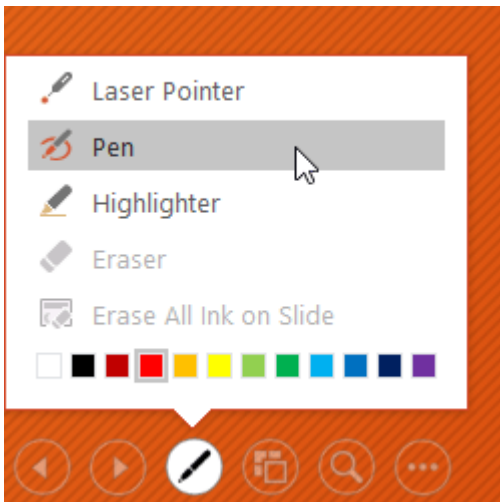 Laser Pointer
Pen
Highlighter
Eraser
Erase All Ink on Slide